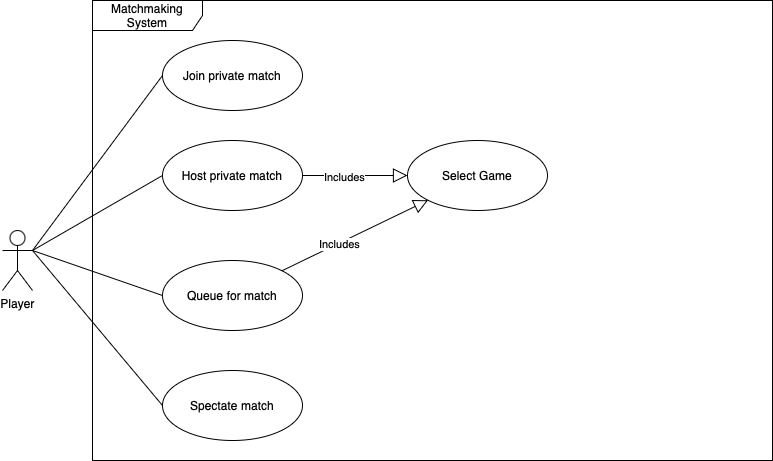 Matchmaking
System
Join private match
Host private match
Includes
Select Game
Includes
Player
Queue for match
Spectate match